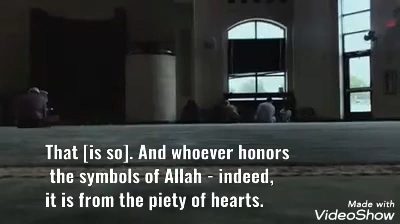 That [is so]. And whoever honors
the symbols of Allah - indeed,
it is from the piety of hearts.
Made with
VideoShow